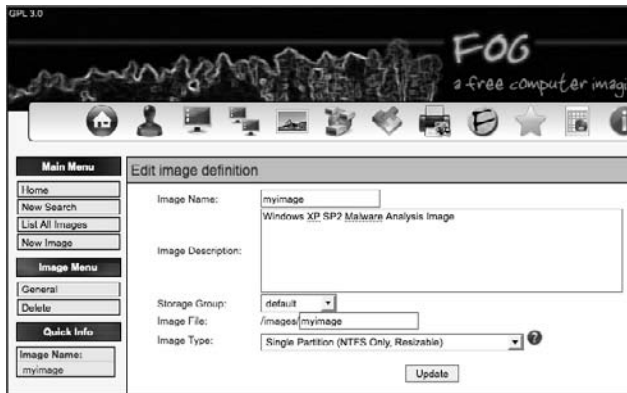 GPL 3.0
FOG
a free computer imagi
Main Menu
Home
New Search
List All Images
New Image
Image Menu
General
Delete
Quick Info
Image Name:
myimage
Edit image definition
Image Name: myimage
Image Description: Windows XP SP2 Malware Analysis Image
Storage Group: default
Image File: /images/ myimage
Image Type: Single Partition (NTFS Only, Resizable)
Update